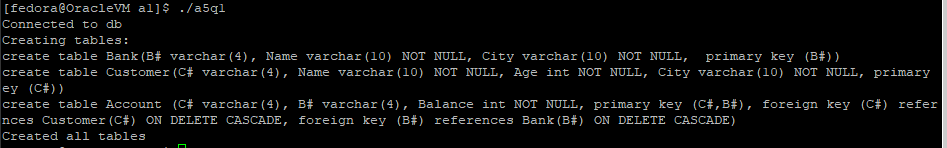 [fedora@OracleVM a1]$ ./a5q1
Connected to db
Creating tables:
create table Bank(B# varchar(4), Name varchar(10) NOT NULL, City varchar(10) NOT NULL,  primary key (B#))
create table Customer(C# varchar(4), Name varchar(10) NOT NULL, Age int NOT NULL, City varchar(10) NOT NULL, primary
ey (C#))
create table Account (C# varchar(4), B# varchar(4), Balance int NOT NULL, primary key (C#,B#), foreign key (C#) refer
nces Customer(C#) ON DELETE CASCADE, foreign key (B#) references Bank(B#) ON DELETE CASCADE)
Created all tables